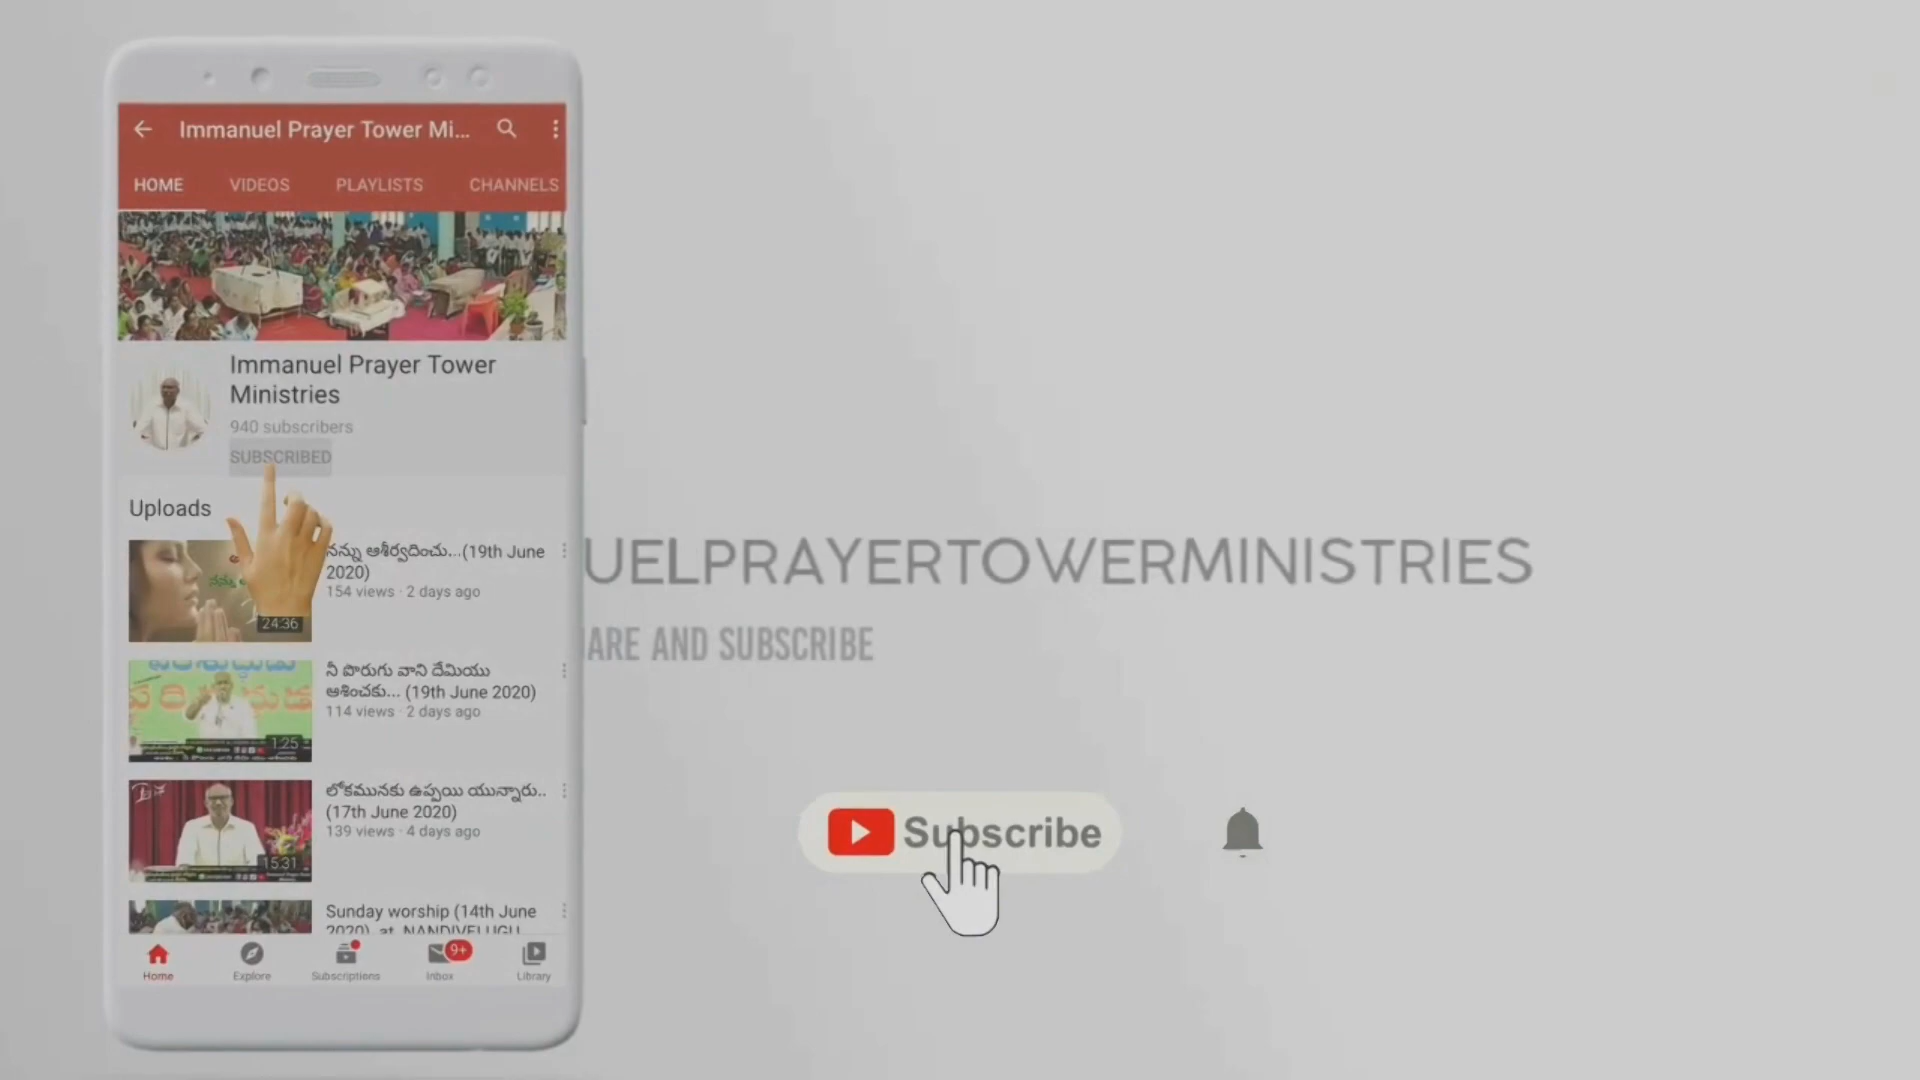 Immanuel Prayer Tower Mi...
HOME VIDEOS PLAYLISTS CHANNELS
Immanuel Prayer Tower
Ministries
940 subscribers
SUBSCRIBED
Uploads
నన్ను ఆశీర్వదించు...(19th June
2020)
154 views · 2 days ago
24:36
నీ పొరుగు వాని దేమియు
ఆశించకు... (19th June 2020)
114 views · 2 days ago
1:25
లోకమునకు ఉప్పయి యున్నారు..
(17th June 2020)
139 views · 4 days ago
15:31
Sunday worship (14th June
2020) at NANDIVELUGU
Home Explore Subscriptions Inbox Library
9+
UELPRAYERTOWERMINISTRIES
ARE AND SUBSCRIBE
Subscribe